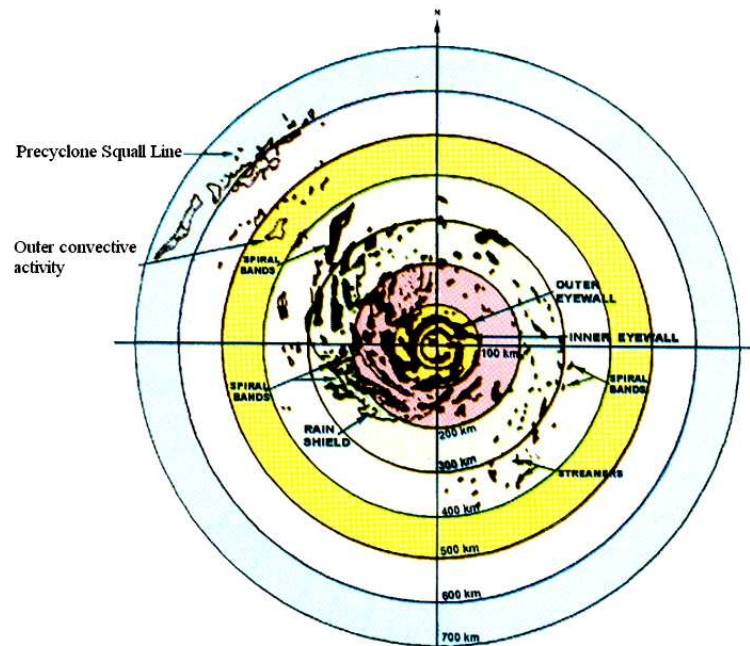 N
Precyclone Squall Line
Outer convective
activity
SPIRAL
BANDS
OUTER
EYEWALL
INNER EYEWALL
100 km
SPIRAL
BANDS
SPIRAL
BANDS
RAIN
SHIELD
200 km
300 km
STREANERS
400 km
500 km
600 km
700 km